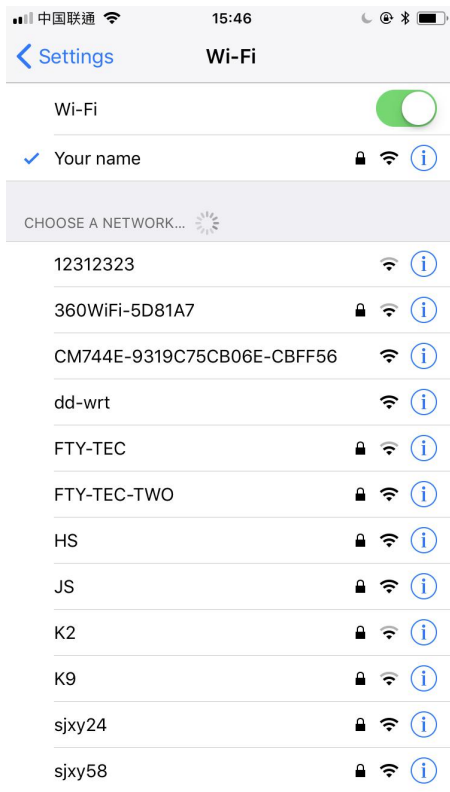 中国联通 15:46
Settings Wi-Fi
Wi-Fi
Your name
CHOOSE A NETWORK...
12312323
360WiFi-5D81A7
CM744E-9319C75CB06E-CBFF56
dd-wrt
FTY-TEC
FTY-TEC-TWO
HS
JS
K2
K9
sjxy24
sjxy58